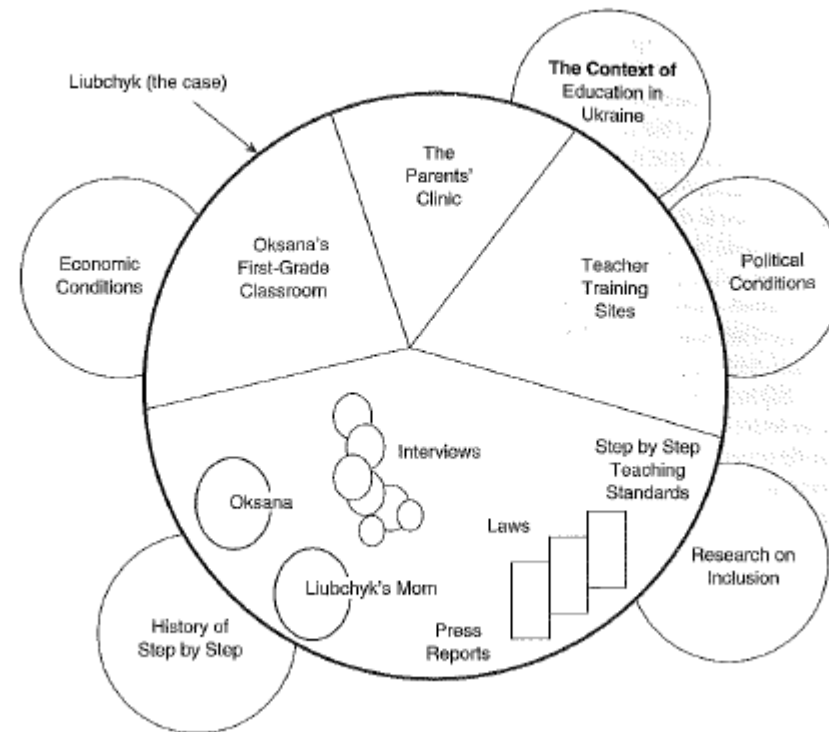 Liubchyk (the case)
The Context of
Education in
Ukraine
The
Parents'
Clinic
Economic
Conditions
Oksana's
First-Grade
Classroom
Teacher
Training
Sites
Political
Conditions
Interviews
Step by Step
Teaching
Standards
Oksana
Laws
Research on
Inclusion
Liubchyk's Mom
History of
Step by Step
Press
Reports